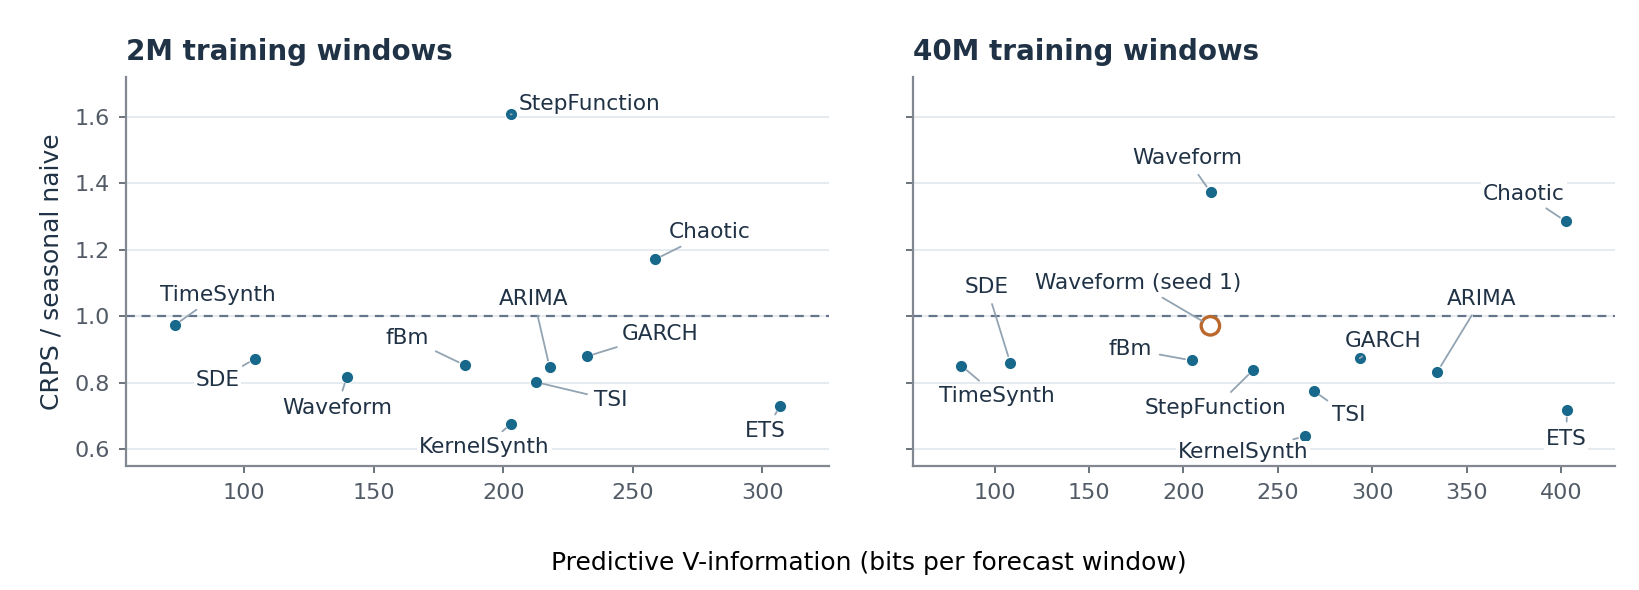 2M training windows
40M training windows
CRPS / seasonal naive
1.6
1.4
1.2
1.0
0.8
0.6
StepFunction
Chaotic
TimeSynth
ARIMA
GARCH
fBm
SDE
Waveform
TSI
ETS
KernelSynth
100
150
200
250
300
Waveform
Chaotic
SDE
Waveform (seed 1)
ARIMA
fBm
GARCH
TimeSynth
StepFunction
TSI
KernelSynth
ETS
100
150
200
250
300
350
400
Predictive V-information (bits per forecast window)